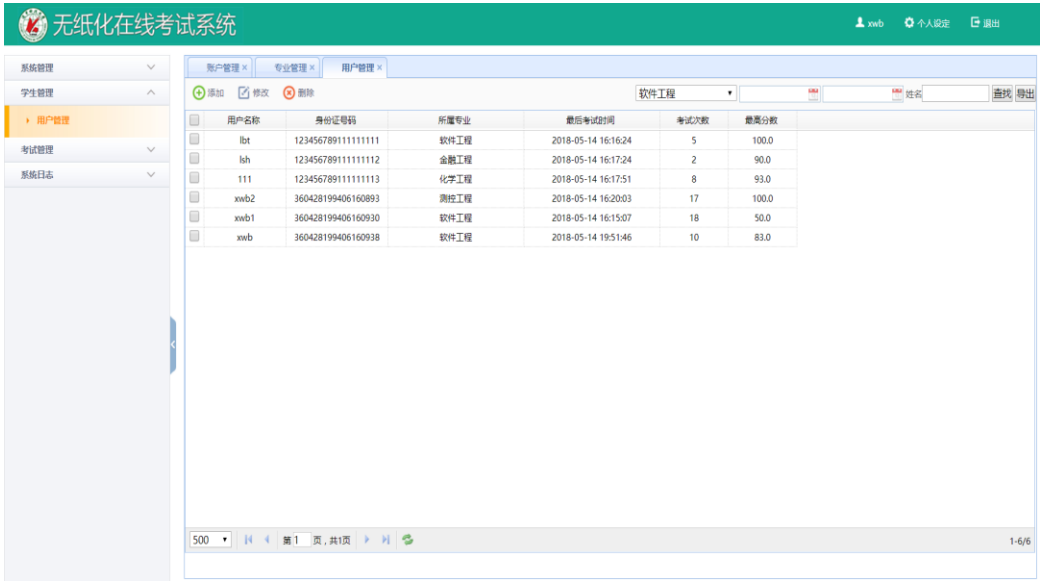 无纸化在线考试系统
xwb 个人设定 退出
系统管理
学生管理
用户管理
考试管理
系统日志
账户管理 × 专业管理 × 用户管理 ×
添加 修改 删除 软件工程 姓名 查找 导出
用户名称 身份证号码 所属专业 最后考试时间 考试次数 最高分数
lbt 123456789111111111 软件工程 2018-05-14 16:16:24 5 100.0
lsh 123456789111111112 金融工程 2018-05-14 16:17:24 2 90.0
111 123456789111111113 化学工程 2018-05-14 16:17:51 8 93.0
xwb2 360428199406160893 测控工程 2018-05-14 16:20:03 17 100.0
xwb1 360428199406160930 软件工程 2018-05-14 16:15:07 18 50.0
xwb 360428199406160938 软件工程 2018-05-14 19:51:46 10 83.0
500 第 1 页 , 共1页 1-6/6